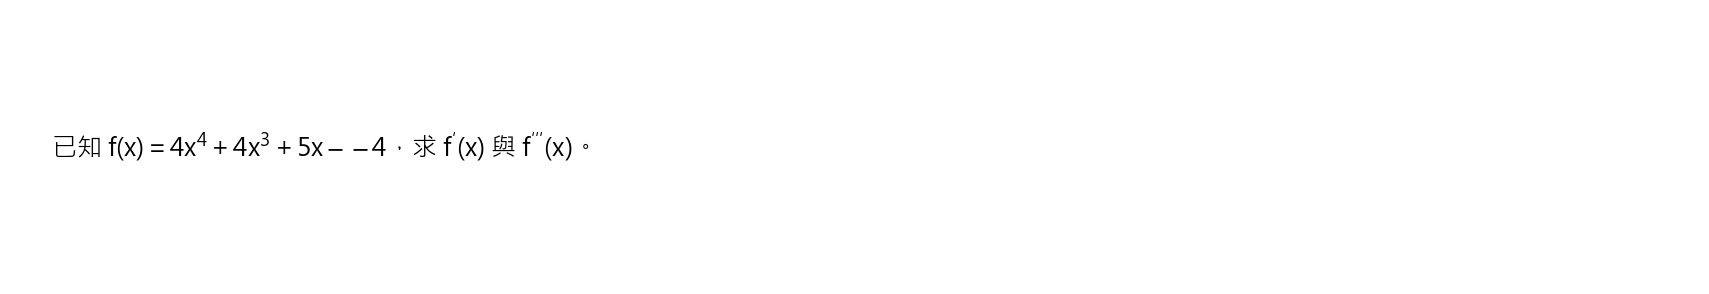 已知 f(x) = 4x⁴ + 4x³ + 5x − −4，求 f′(x) 與 f′′′(x)。